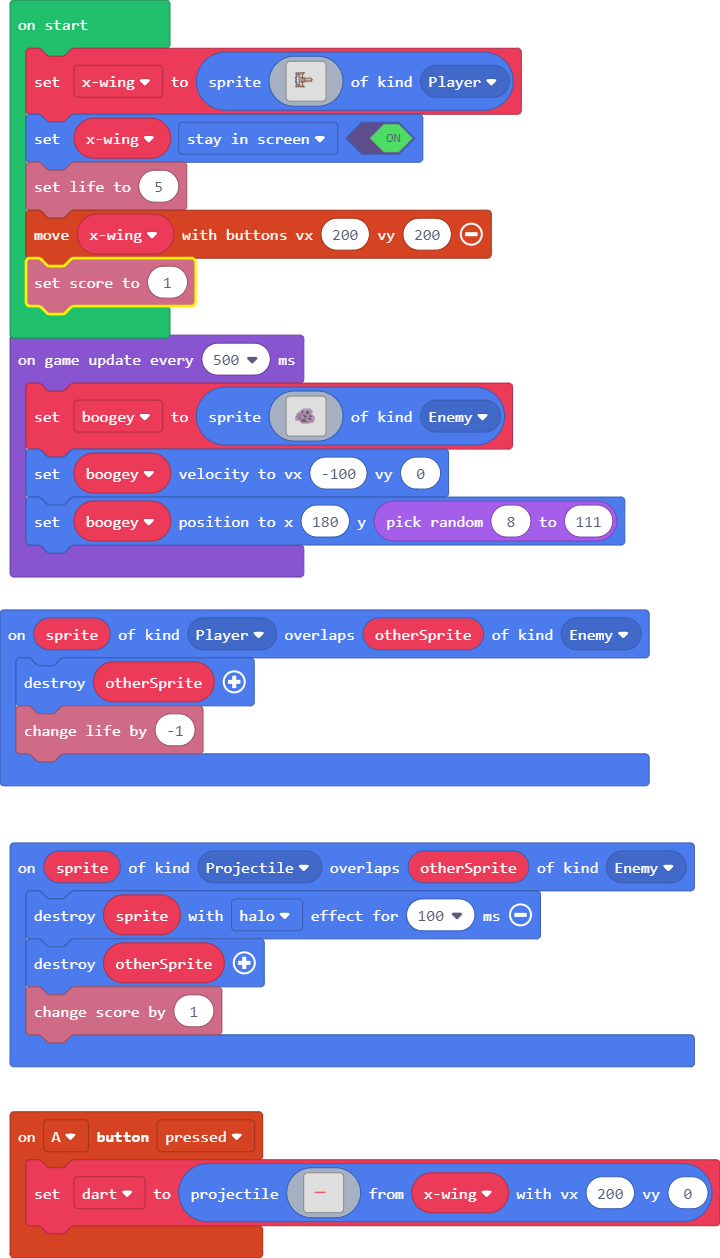 on start
set x-wing to sprite of kind Player
set x-wing stay in screen ON
set life to 5
move x-wing with buttons vx 200 vy 200
set score to 1
on game update every 500 ms
set boogey to sprite of kind Enemy
set boogey velocity to vx -100 vy 0
set boogey position to x 180 y pick random 8 to 111
on sprite of kind Player overlaps otherSprite of kind Enemy
destroy otherSprite
change life by -1
on sprite of kind Projectile overlaps otherSprite of kind Enemy
destroy sprite with halo effect for 100 ms
destroy otherSprite
change score by 1
on A button pressed
set dart to projectile from x-wing with vx 200 vy 0